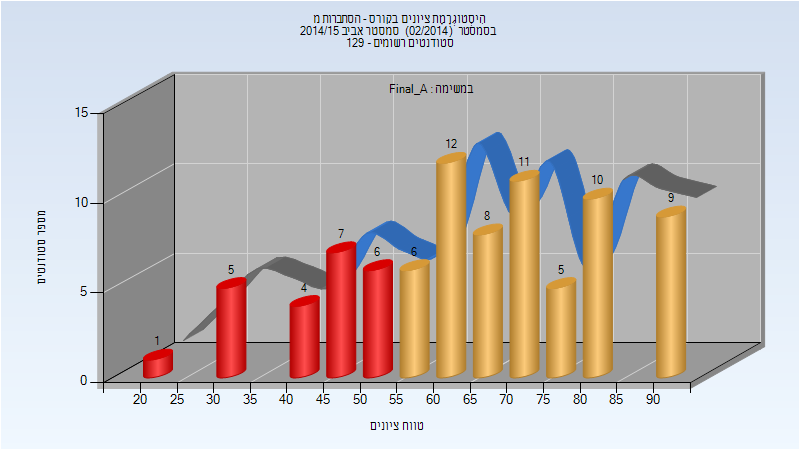 היסטוגרמת ציונים בקורס - הסתברות מ
בסמסטר (02/2014) סמסטר אביב 2014/15
סטודנטים רשומים - 129
במשימה : Final_A
מספר סטודנטים
15
10
5
0
1
5
4
7
6
6
12
8
11
5
10
9
20 25 30 35 40 45 50 55 60 65 70 75 80 85 90
טווח ציונים